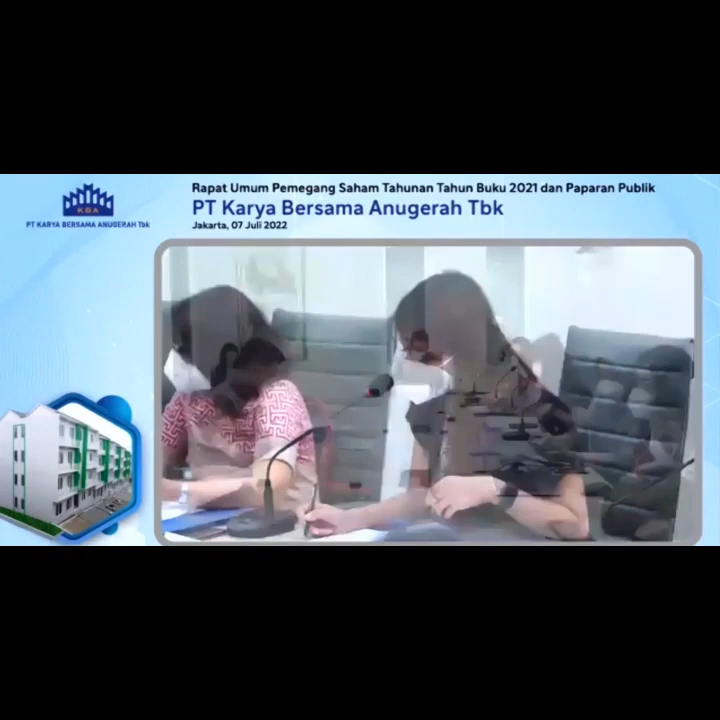 KBA
PT KARYA BERSAMA ANUGERAH Tbk
Rapat Umum Pemegang Saham Tahunan Tahun Buku 2021 dan Paparan Publik
PT Karya Bersama Anugerah Tbk
Jakarta, 07 Juli 2022